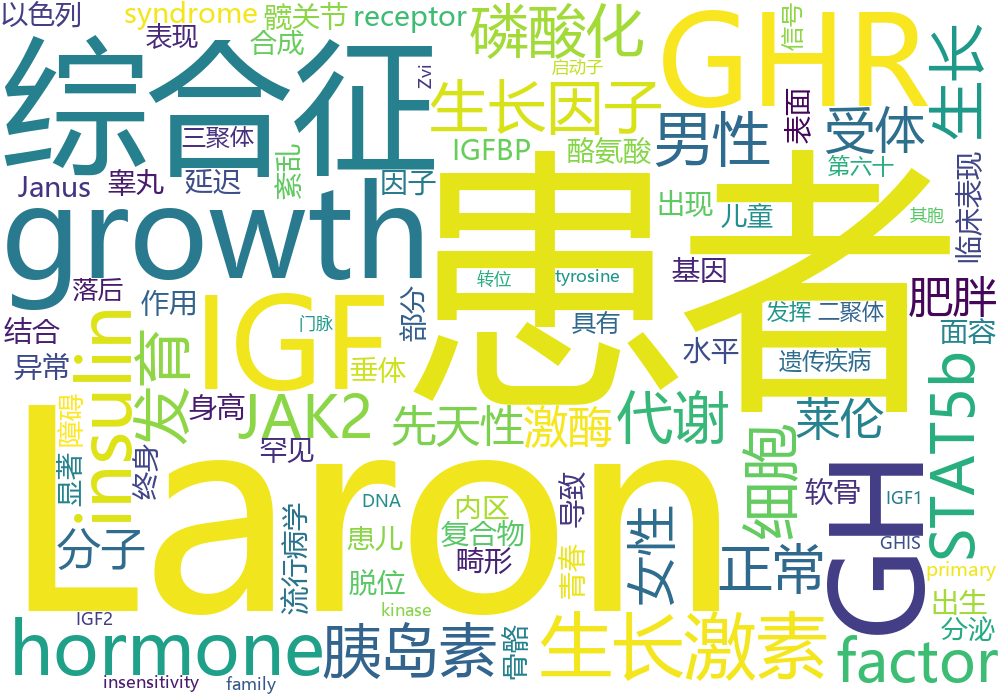 以色列
syndrome
髋关节
receptor
磷酸化
GHR
信号
生长
表现
合成
启动子
Zvi
综合征
三聚体
紊乱
生长因子
IGFBP
酪氨酸
男性
表面
受体
第六十
临床表现
Janus
睾丸
延迟
因子
患者
出现
儿童
其胞
growth
基因
肥胖
转位
tyrosine
落后
作用
部分
IGF
门脉
具有
水平
发挥
二聚体
面容
结合
异常
insulin
发育
垂体
遗传疾病
STAT5b
身高
JAK2
先天性
激酶
代谢
莱伦
障碍
Laron
罕见
细胞
显著
终身
DNA
内区
导致
软骨
IGF1
GH
分子
流行病学
患儿
复合物
畸形
女性
正常
GHIS
脱位
青春
primary
kinase
出生
IGF2
hormone
胰岛素
骨骼
生长激素
factor
分泌
insensitivity
family